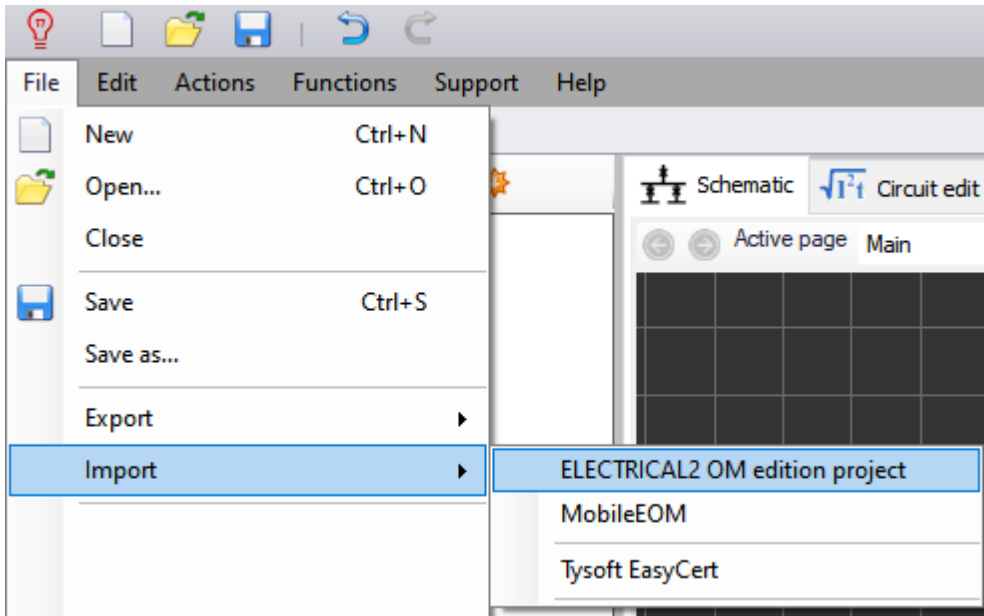 File Edit Actions Functions Support Help
New Ctrl+N
Open... Ctrl+O
Close
Save Ctrl+S
Save as...
Export
Import
ELECTRICAL2 OM edition project
MobileEOM
Tysoft EasyCert
Schematic √I²t Circuit edit
Active page Main